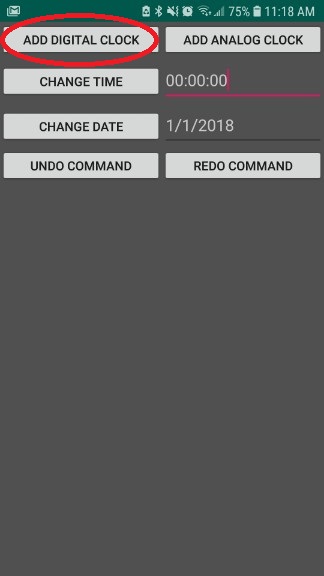 75% 11:18 AM
ADD DIGITAL CLOCK ADD ANALOG CLOCK
CHANGE TIME 00:00:00
CHANGE DATE 1/1/2018
UNDO COMMAND REDO COMMAND